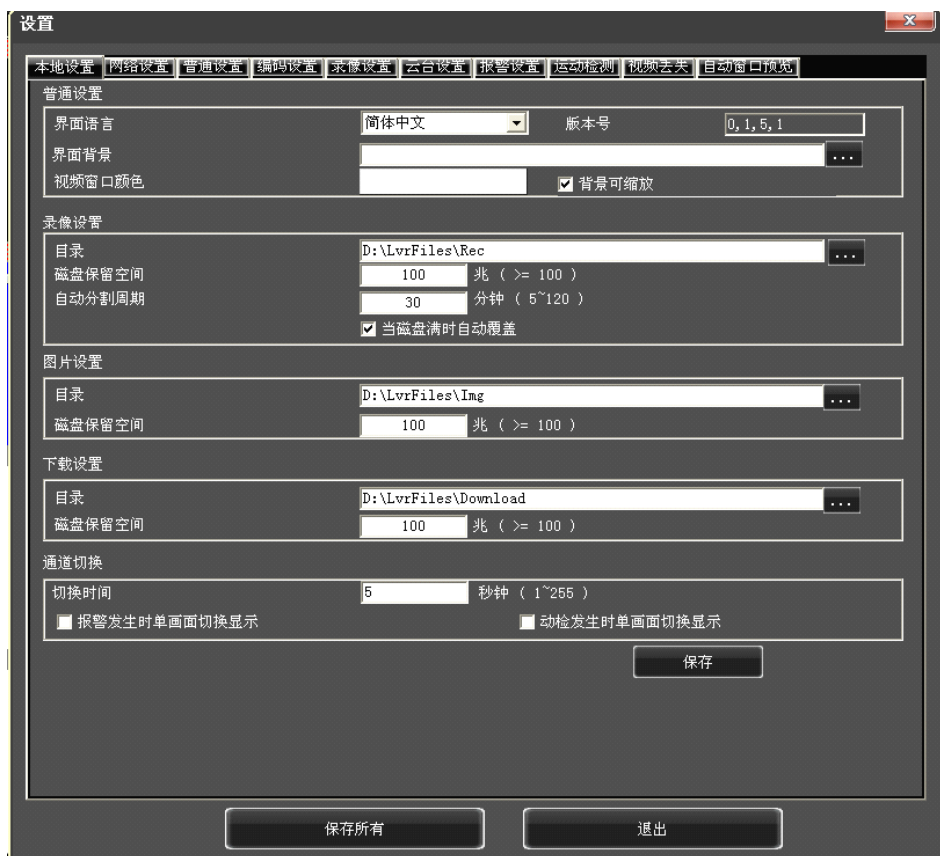 设置
本地设置 网络设置 普通设置 编码设置 录像设置 云台设置 报警设置 运动检测 视频丢失 自动窗口预览
普通设置
界面语言 简体中文 版本号 0,1,5,1
界面背景 ...
视频窗口颜色 背景可缩放
录像设置
目录 D:\LvrFiles\Rec ...
磁盘保留空间 100 兆 ( >= 100 )
自动分割周期 30 分钟 ( 5~120 )
当磁盘满时自动覆盖
图片设置
目录 D:\LvrFiles\Img ...
磁盘保留空间 100 兆 ( >= 100 )
下载设置
目录 D:\LvrFiles\Download ...
磁盘保留空间 100 兆 ( >= 100 )
通道切换
切换时间 5 秒钟 ( 1~255 )
报警发生时单画面切换显示 动检发生时单画面切换显示
保存
保存所有 退出